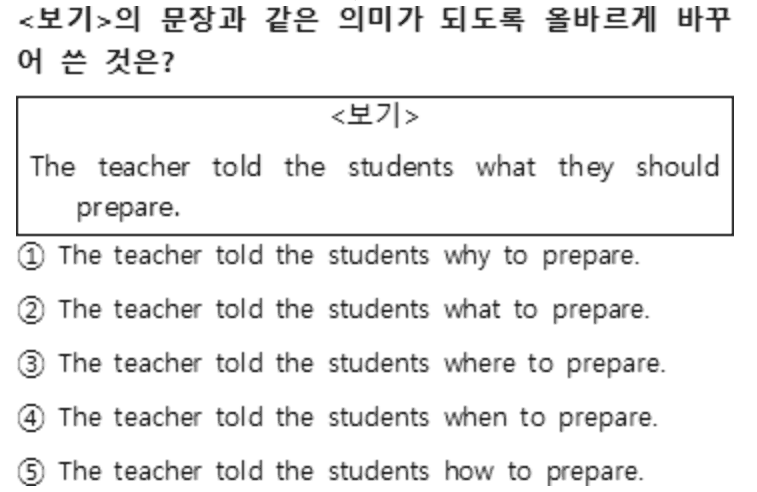 <보기>의 문장과 같은 의미가 되도록 올바르게 바꾸
어 쓴 것은?
<보기>
The teacher told the students what they should
prepare.
① The teacher told the students why to prepare.
② The teacher told the students what to prepare.
③ The teacher told the students where to prepare.
④ The teacher told the students when to prepare.
⑤ The teacher told the students how to prepare.